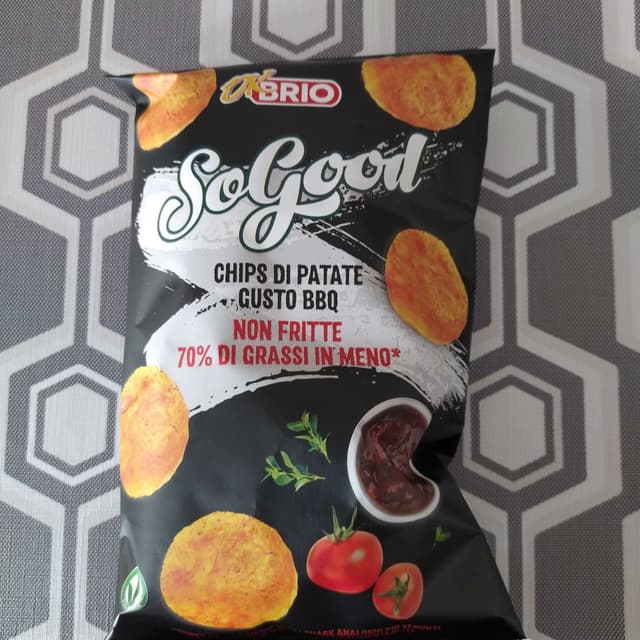 OK!BRIO
SoGood
CHIPS DI PATATE
GUSTO BBQ
NON FRITTE
70% DI GRASSI IN MENO*